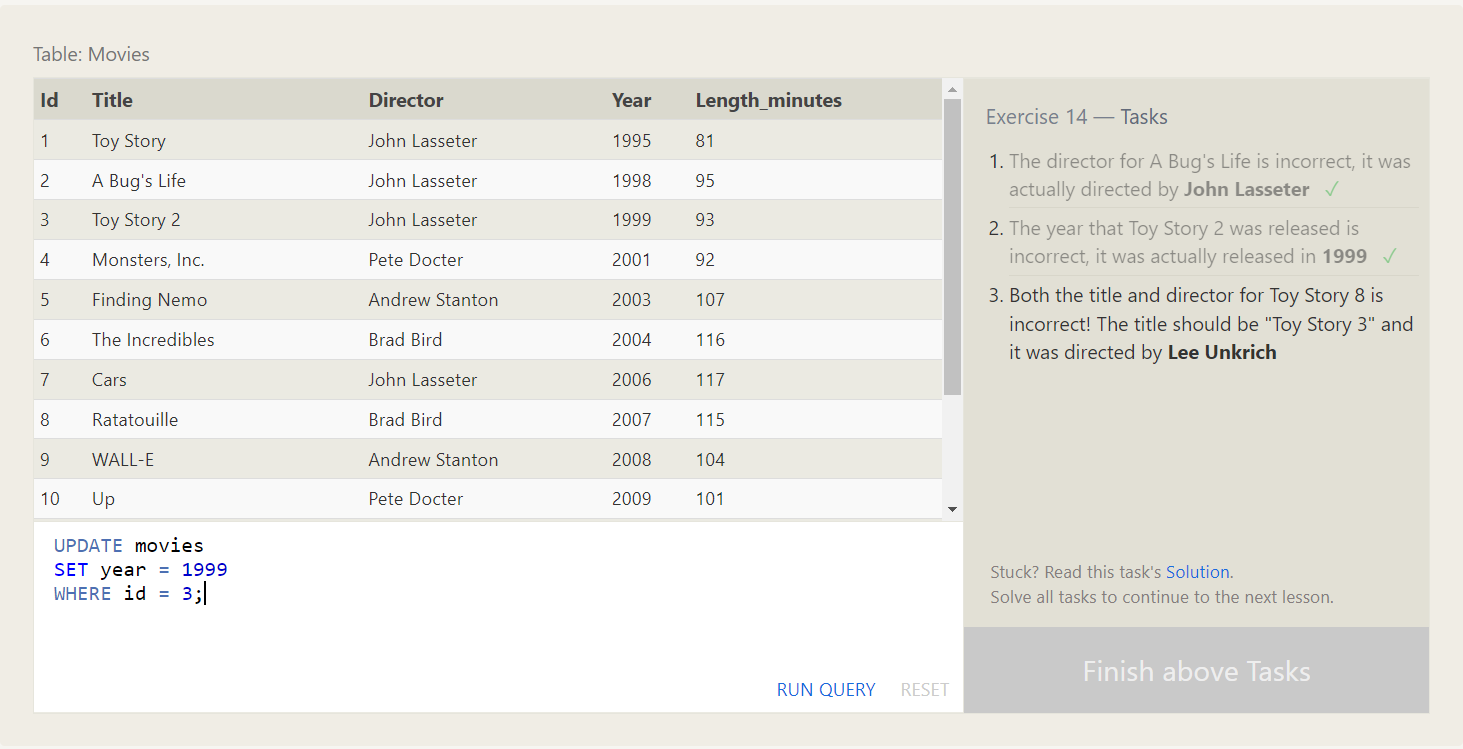 Table: Movies
Id Title Director Year Length_minutes
1 Toy Story John Lasseter 1995 81
2 A Bug's Life John Lasseter 1998 95
3 Toy Story 2 John Lasseter 1999 93
4 Monsters, Inc. Pete Docter 2001 92
5 Finding Nemo Andrew Stanton 2003 107
6 The Incredibles Brad Bird 2004 116
7 Cars John Lasseter 2006 117
8 Ratatouille Brad Bird 2007 115
9 WALL-E Andrew Stanton 2008 104
10 Up Pete Docter 2009 101
UPDATE movies
SET year = 1999
WHERE id = 3;
RUN QUERY RESET
Exercise 14 — Tasks
1. The director for A Bug's Life is incorrect, it was
actually directed by John Lasseter ✓
2. The year that Toy Story 2 was released is
incorrect, it was actually released in 1999 ✓
3. Both the title and director for Toy Story 8 is
incorrect! The title should be "Toy Story 3" and
it was directed by Lee Unkrich
Stuck? Read this task's Solution.
Solve all tasks to continue to the next lesson.
Finish above Tasks